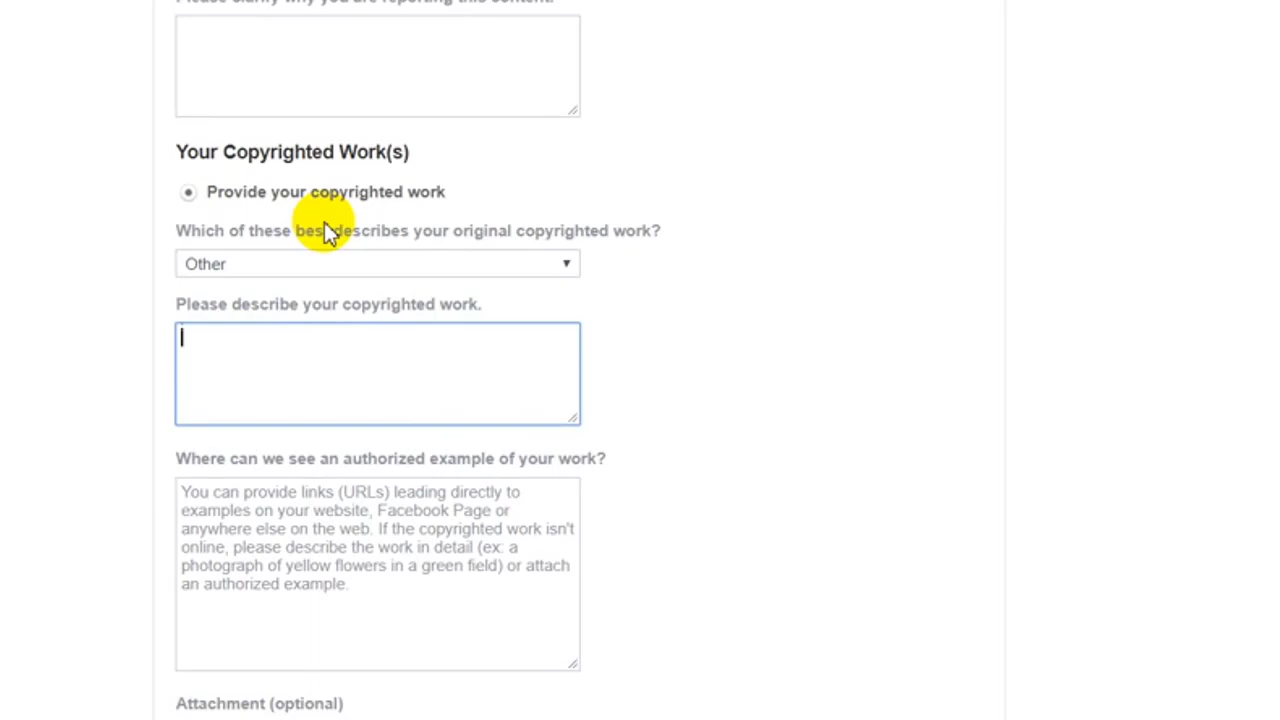 Please clarify why you are reporting this content.
Your Copyrighted Work(s)
Provide your copyrighted work
Which of these best describes your original copyrighted work?
Other
Please describe your copyrighted work.
Where can we see an authorized example of your work?
You can provide links (URLs) leading directly to
examples on your website, Facebook Page or
anywhere else on the web. If the copyrighted work isn't
online, please describe the work in detail (ex: a
photograph of yellow flowers in a green field) or attach
an authorized example.
Attachment (optional)